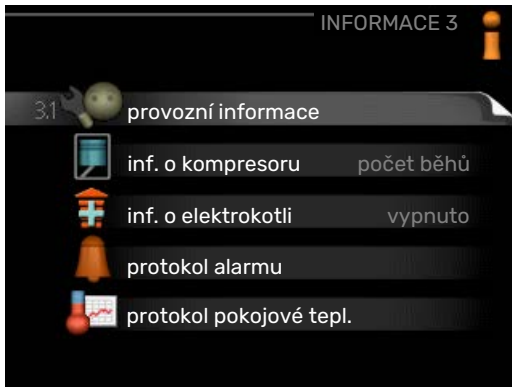 INFORMACE 3
3.1 provozní informace
inf. o kompresoru počet běhů
inf. o elektrokotli vypnuto
protokol alarmu
protokol pokojové tepl.